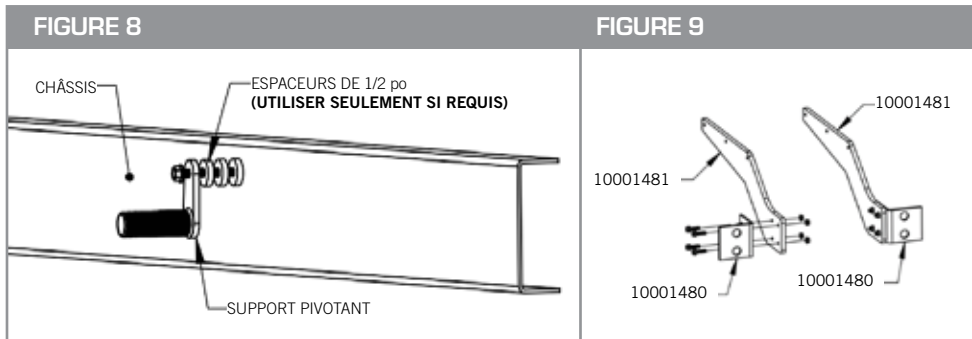 FIGURE 8
CHÂSSIS
ESPACEURS DE 1/2 po
(UTILISER SEULEMENT SI REQUIS)
SUPPORT PIVOTANT
FIGURE 9
10001481
10001481
10001480
10001480